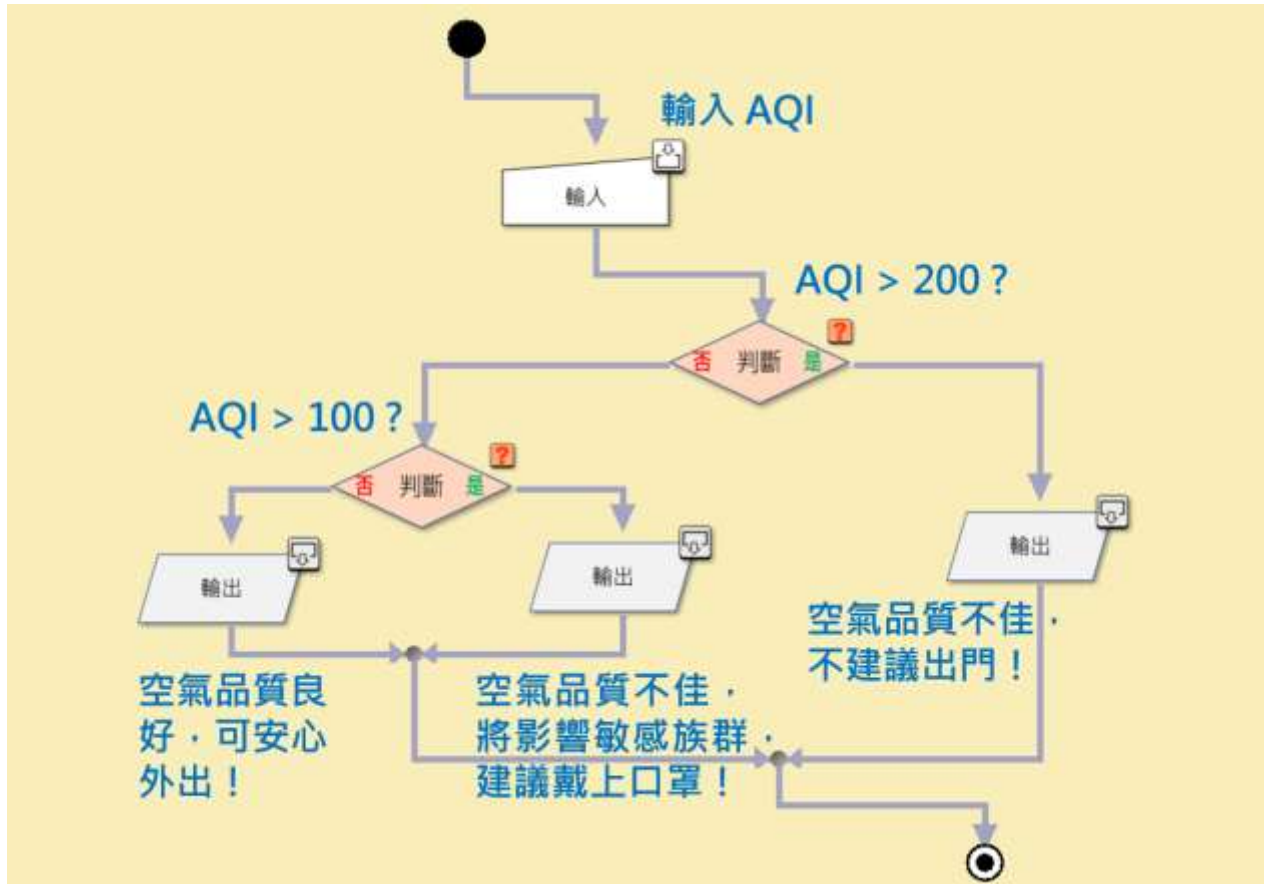 輸入 AQI
輸入
AQI > 200？
?
否 判斷 是
AQI > 100？
?
否 判斷 是
輸出
輸出
輸出
空氣品質不佳，
不建議出門！
空氣品質良
好，可安心
外出！
空氣品質不佳，
將影響敏感族群，
建議戴上口罩！